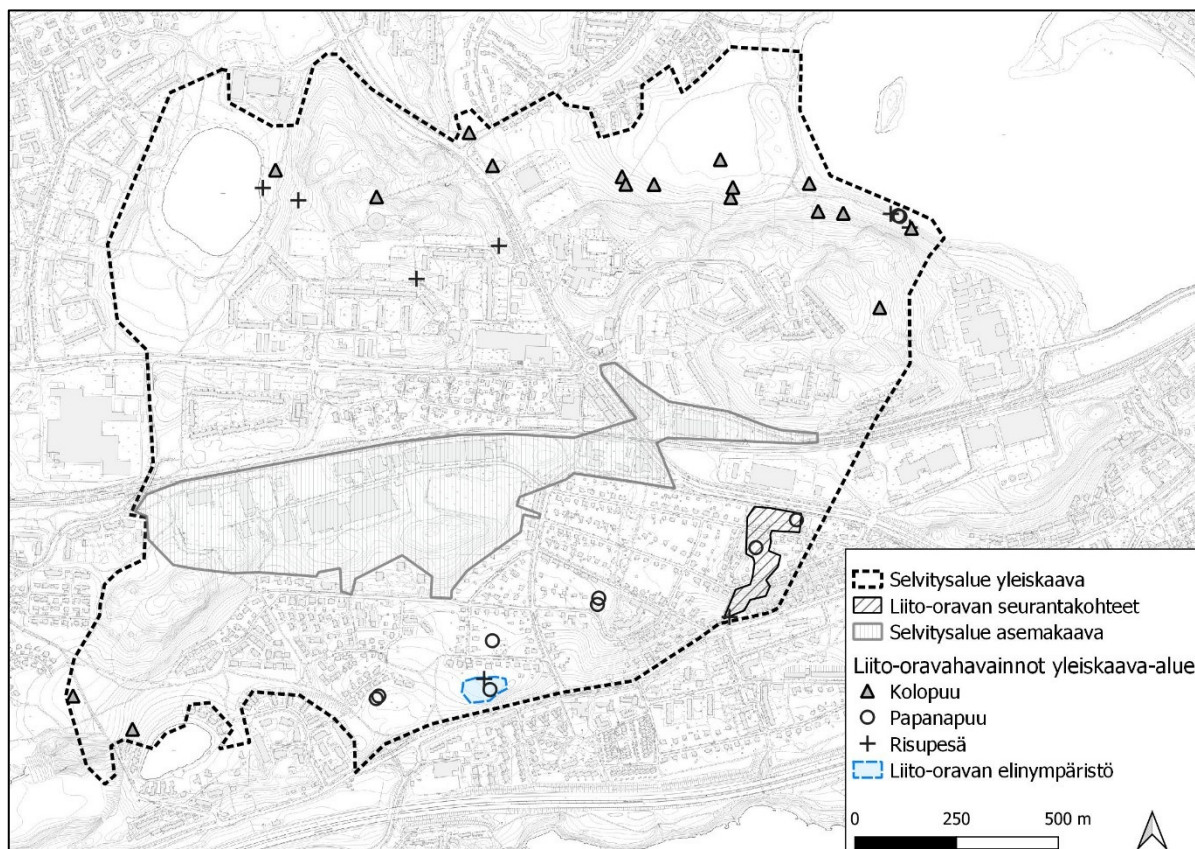 Selvitysalue yleiskaava
Liito-oravan seurantakohteet
Selvitysalue asemakaava
Liito-oravahavainnot yleiskaava-alue
Kolopuu
Papanapuu
Risupesä
Liito-oravan elinympäristö
0 250 500 m